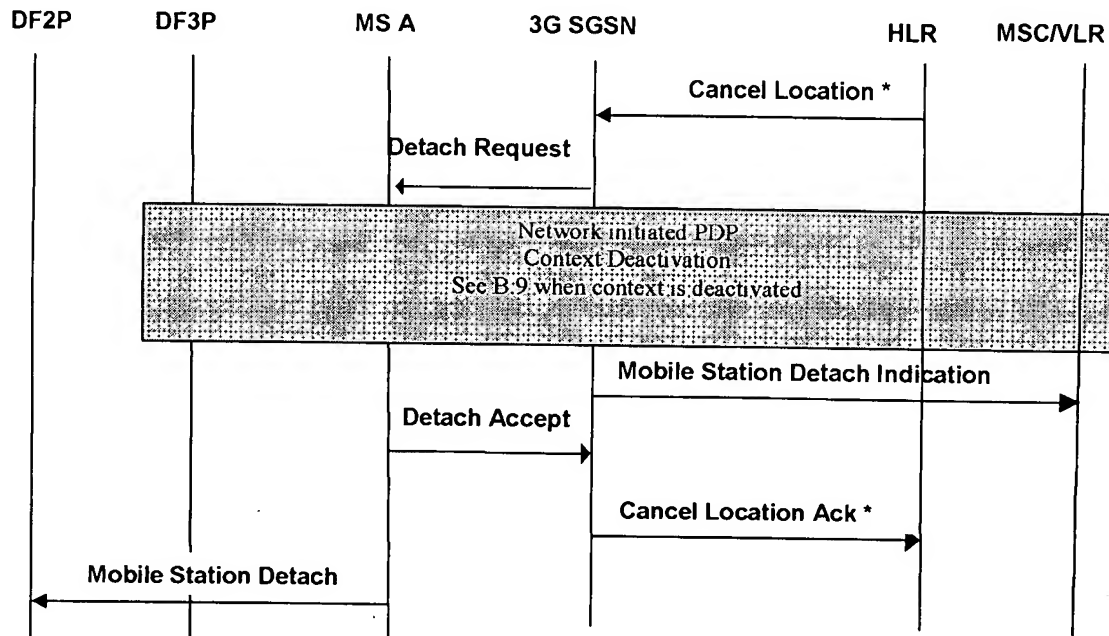 DF2P DF3P MS A 3G SGSN HLR MSC/VLR
Cancel Location *
Detach Request
Network initiated PDP
Context Deactivation
See B.9 when context is deactivated
Mobile Station Detach Indication
Detach Accept
Cancel Location Ack *
Mobile Station Detach